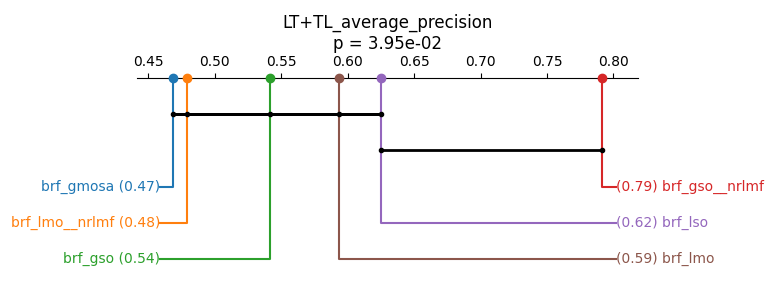 LT+TL_average_precision
p = 3.95e-02
0.45 0.50 0.55 0.60 0.65 0.70 0.75 0.80
brf_gmosa (0.47) (0.79) brf_gso__nrlmf
brf_lmo__nrlmf (0.48) (0.62) brf_lso
brf_gso (0.54) (0.59) brf_lmo